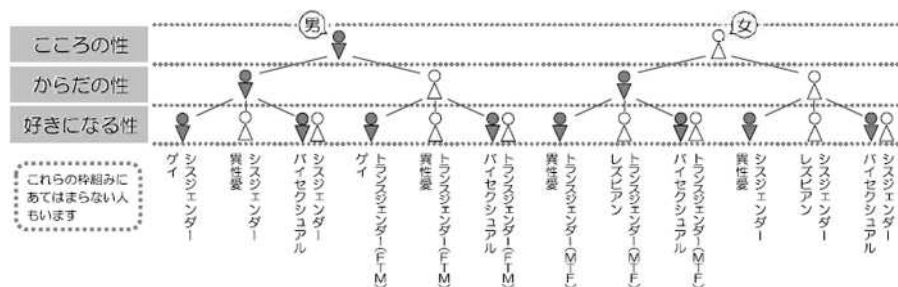 男
女
こころの性
からだの性
好きになる性
これらの枠組みに
あてはまらない人
もいます
シスジェンダー
ゲイ
シスジェンダー
異性愛
シスジェンダー
バイセクシュアル
トランスジェンダー(FTM)
ゲイ
トランスジェンダー(FTM)
異性愛
トランスジェンダー(FTM)
バイセクシュアル
トランスジェンダー(MTF)
異性愛
トランスジェンダー(MTF)
レズビアン
トランスジェンダー(MTF)
バイセクシュアル
シスジェンダー
異性愛
シスジェンダー
レズビアン
シスジェンダー
バイセクシュアル